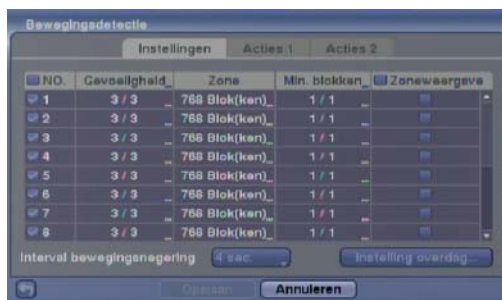 Bewegingsdetectie
Instellingen Acties 1 Acties 2
NO. Gevoeligheid_ Zone _ Min. blokken_ Zoneweergave
1 3 / 3 _ 768 Blok(ken)_ 1 / 1 _
2 3 / 3 _ 768 Blok(ken)_ 1 / 1 _
3 3 / 3 _ 768 Blok(ken)_ 1 / 1 _
4 3 / 3 _ 768 Blok(ken)_ 1 / 1 _
5 3 / 3 _ 768 Blok(ken)_ 1 / 1 _
6 3 / 3 _ 768 Blok(ken)_ 1 / 1 _
7 3 / 3 _ 768 Blok(ken)_ 1 / 1 _
8 3 / 3 _ 768 Blok(ken)_ 1 / 1 _
Interval bewegingsnegering 4 sec. Instelling overdag...
Opslaan Annuleren